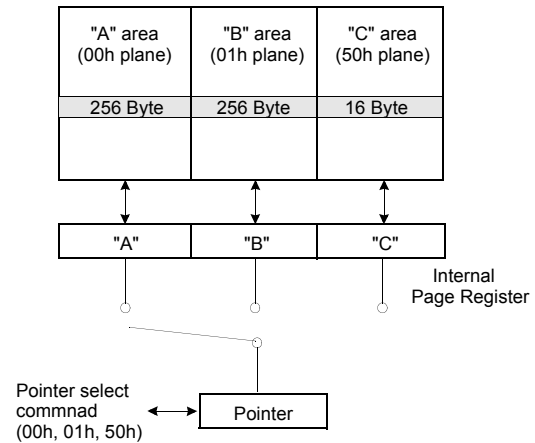 "A" area
(00h plane)
"B" area
(01h plane)
"C" area
(50h plane)
256 Byte
256 Byte
16 Byte
"A"
"B"
"C"
Internal
Page Register
Pointer select
commnad
(00h, 01h, 50h)
Pointer